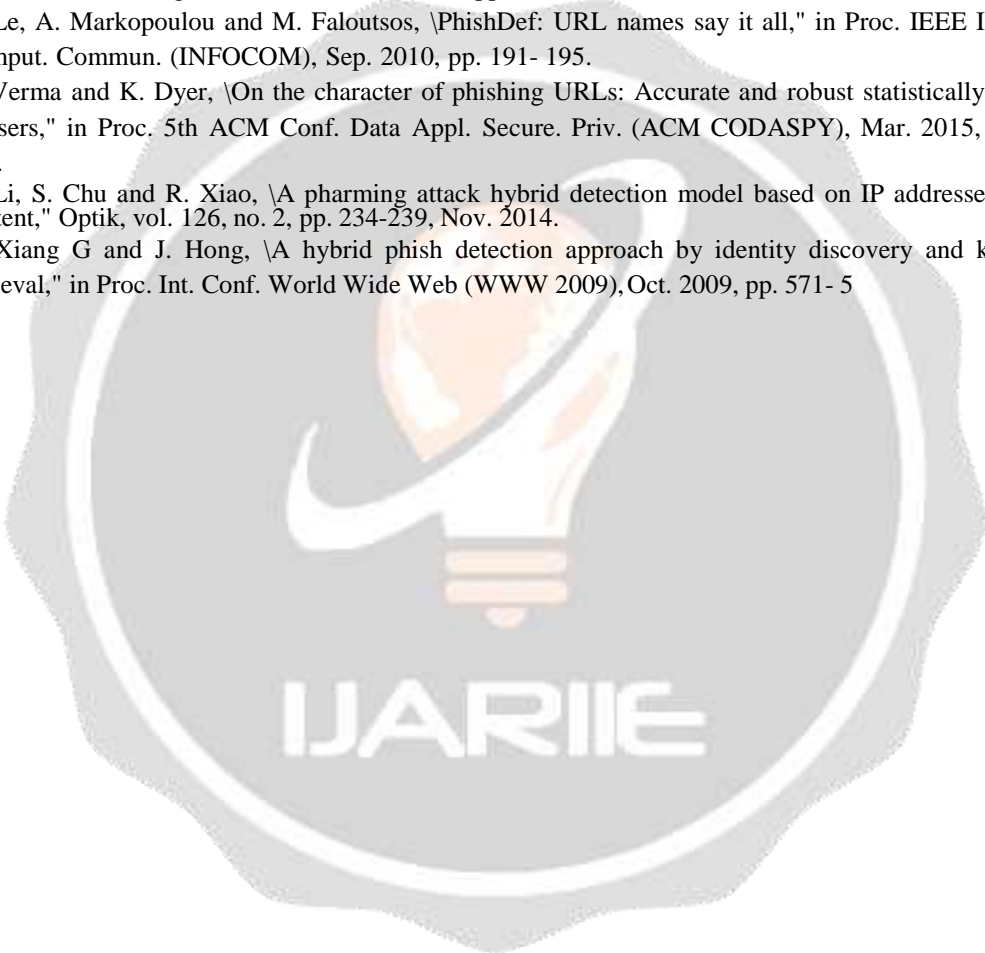 Le, A. Markopoulou and M. Faloutsos, \PhishDef: URL names say it all," in Proc. IEEE I
nput. Commun. (INFOCOM), Sep. 2010, pp. 191- 195.
Verma and K. Dyer, \On the character of phishing URLs: Accurate and robust statistically
sers," in Proc. 5th ACM Conf. Data Appl. Secure. Priv. (ACM CODASPY), Mar. 2015,
.
Li, S. Chu and R. Xiao, \A pharming attack hybrid detection model based on IP addresse
tent," Optik, vol. 126, no. 2, pp. 234-239, Nov. 2014.
Xiang G and J. Hong, \A hybrid phish detection approach by identity discovery and k
eval," in Proc. Int. Conf. World Wide Web (WWW 2009), Oct. 2009, pp. 571- 5
IJARIIE